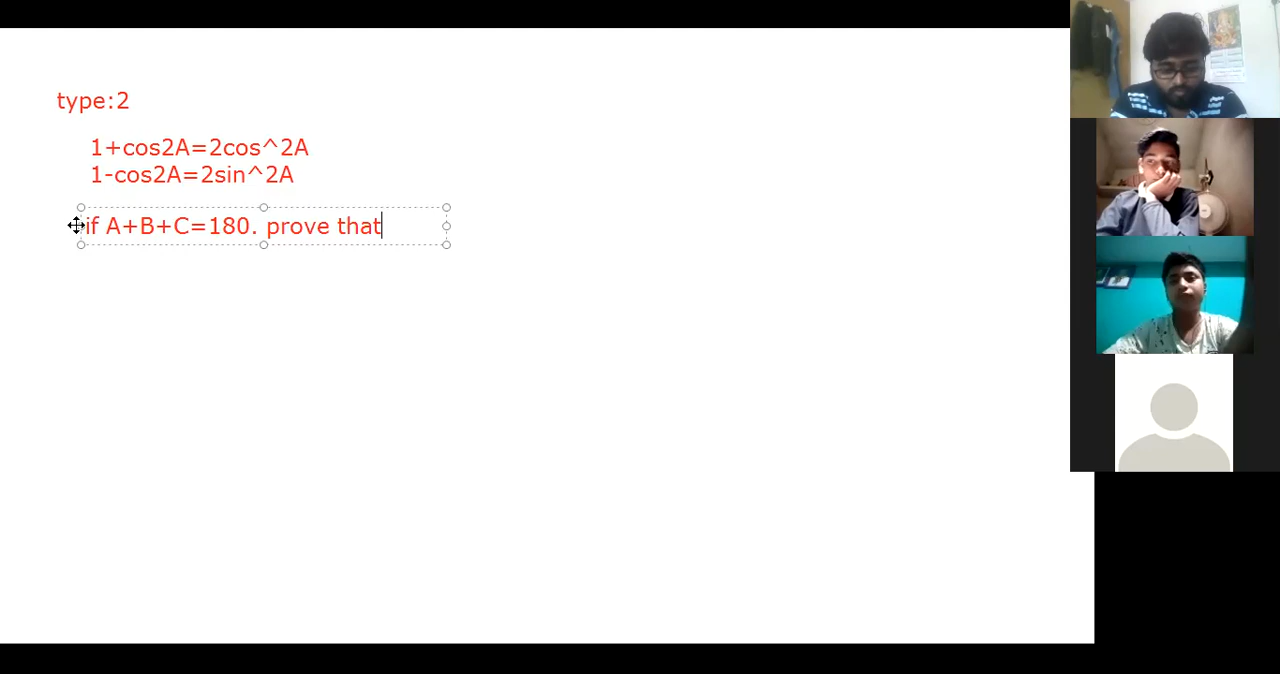 type:2
1+cos2A=2cos^2A
1-cos2A=2sin^2A
if A+B+C=180. prove that